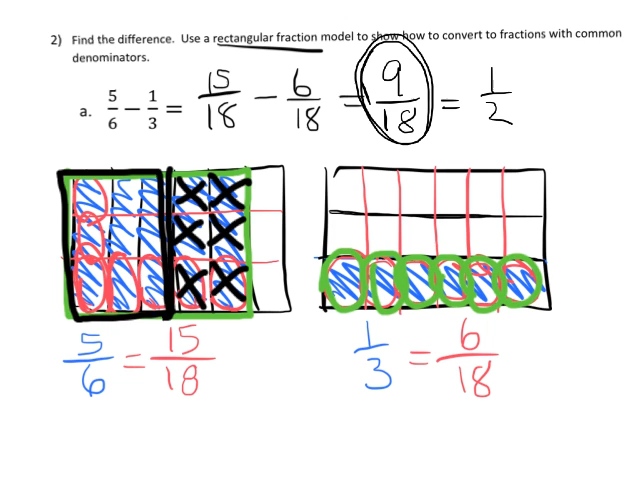 2) Find the difference. Use a rectangular fraction model to show how to convert to fractions with common
denominators.
a. 5/6 − 1/3 = 15/18 − 6/18 = 9/18 = 1/2
5/6 = 15/18
1/3 = 6/18